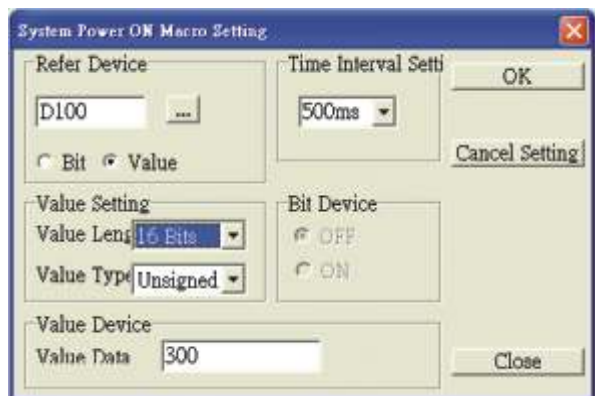 System Power ON Macro Setting
Refer Device
D100
...
Bit Value
Time Interval Setti
500ms
OK
Cancel Setting
Value Setting
Value Leng 16 Bits
Value Type Unsigned
Bit Device
OFF
ON
Value Device
Value Data 300
Close